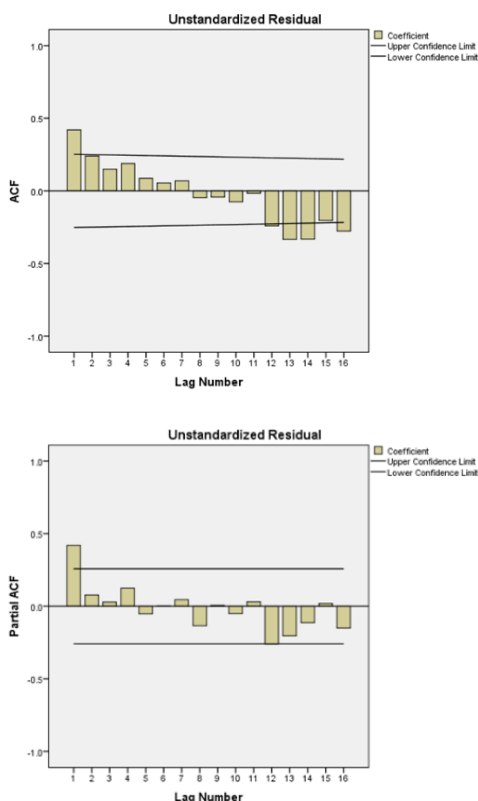 Unstandardized Residual
Coefficient
Upper Confidence Limit
Lower Confidence Limit
1.0
0.5
0.0
-0.5
-1.0
ACF
1 2 3 4 5 6 7 8 9 10 11 12 13 14 15 16
Lag Number
Unstandardized Residual
Coefficient
Upper Confidence Limit
Lower Confidence Limit
1.0
0.5
0.0
-0.5
-1.0
Partial ACF
1 2 3 4 5 6 7 8 9 10 11 12 13 14 15 16
Lag Number